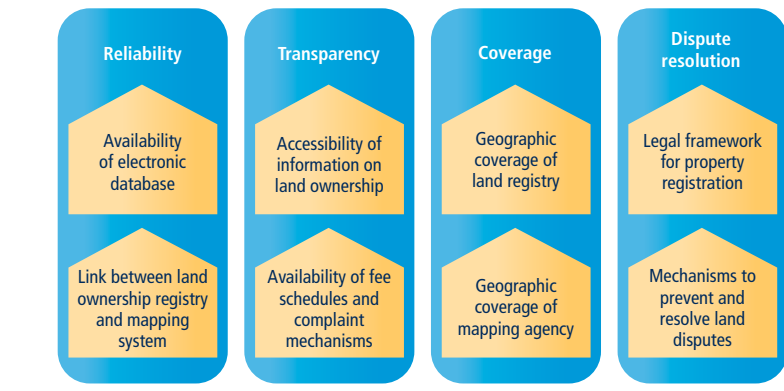 Reliability
Availability
of electronic
database
Link between land
ownership registry
and mapping
system
Transparency
Accessibility of
information on
land ownership
Availability of fee
schedules and
complaint
mechanisms
Coverage
Geographic
coverage of
land registry
Geographic
coverage of
mapping agency
Dispute
resolution
Legal framework
for property
registration
Mechanisms to
prevent and
resolve land
disputes